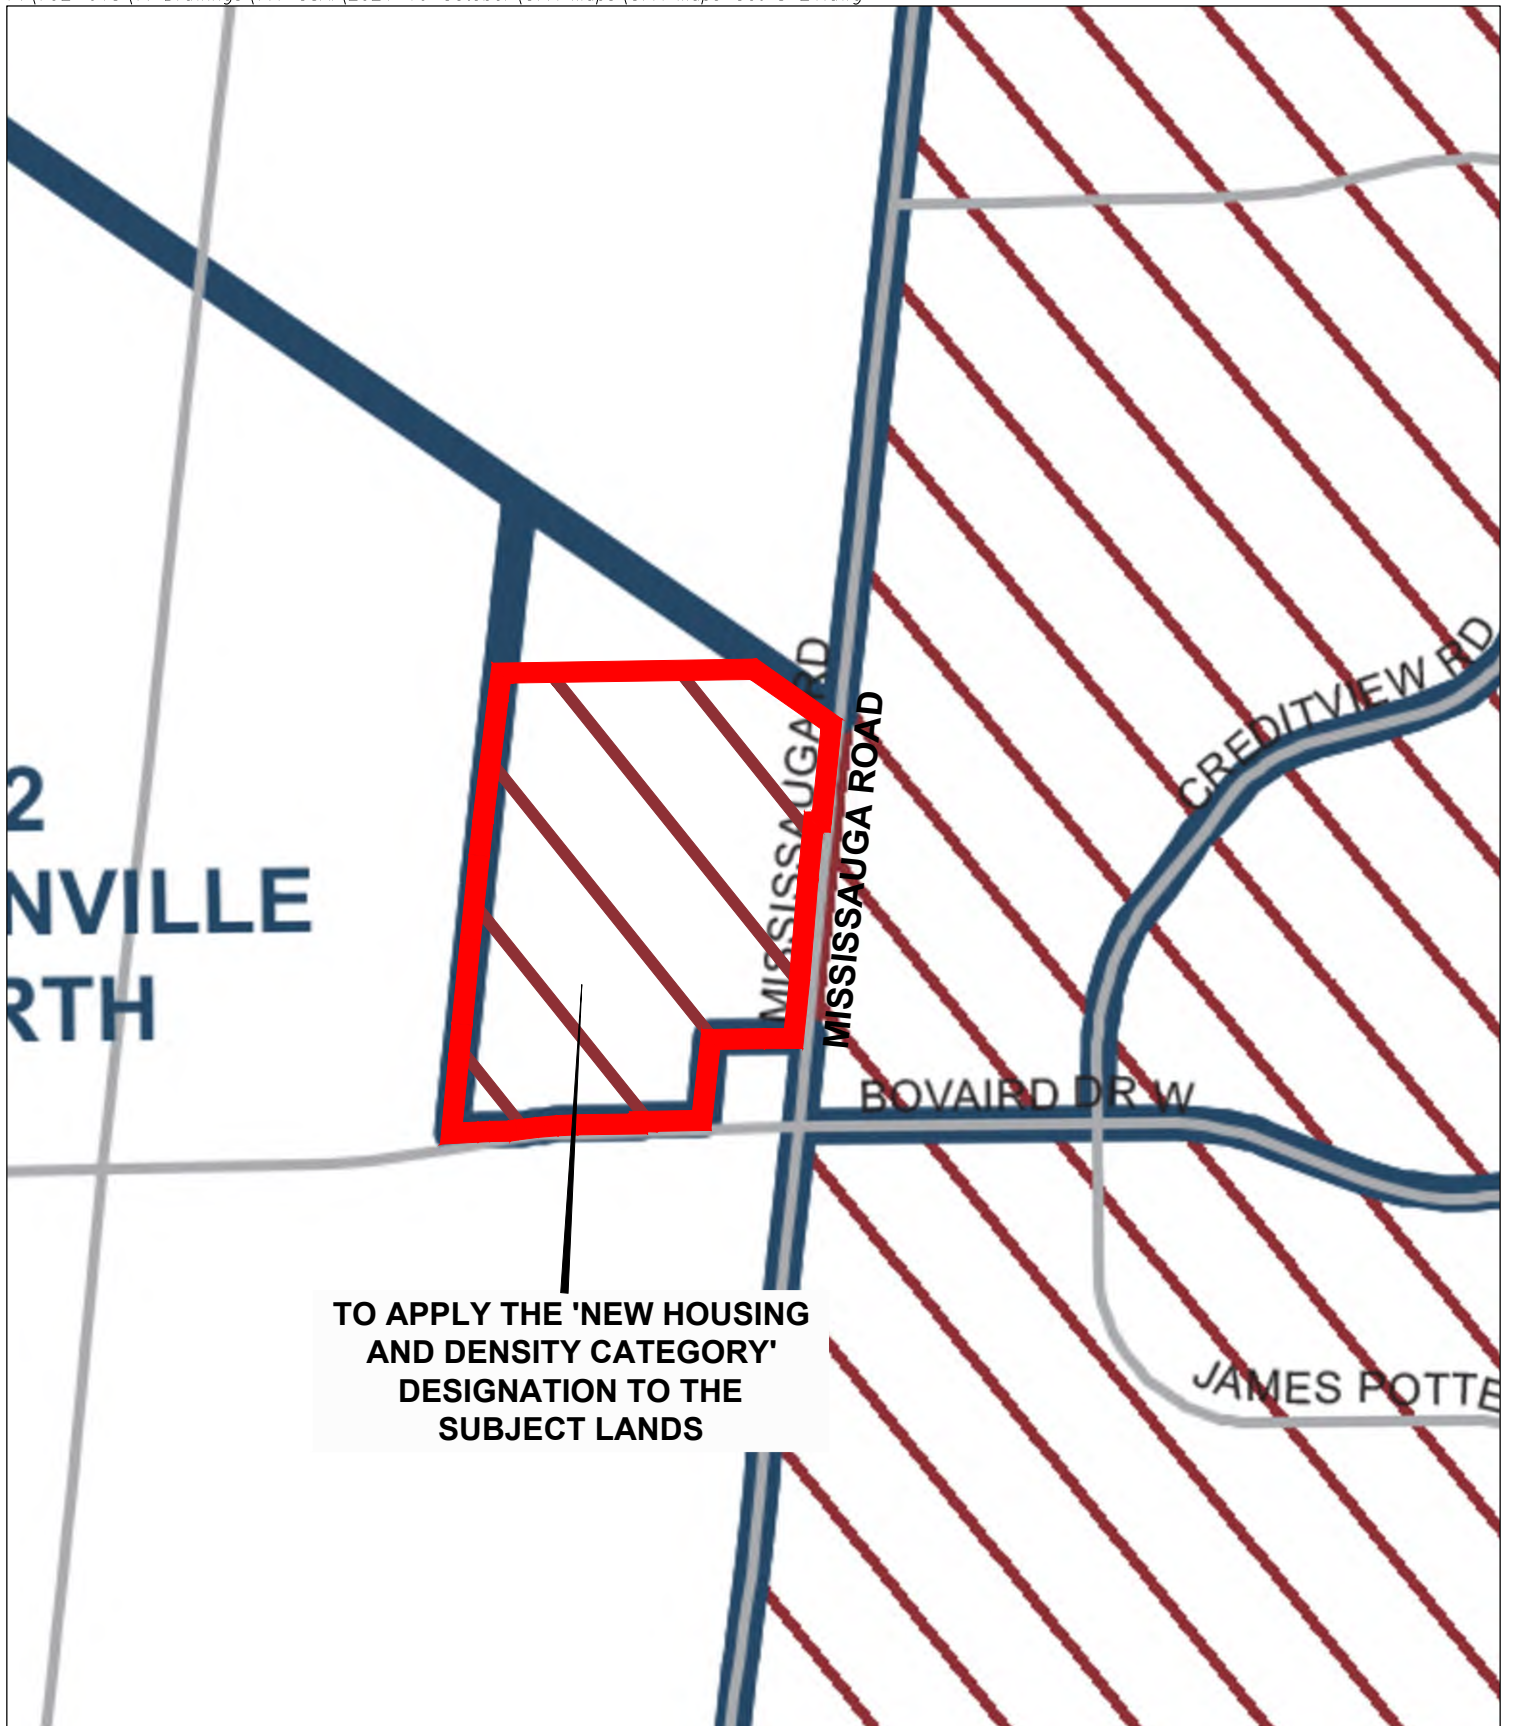 MISSISSAUGA RD
MISSISSAUGA ROAD
CREDITVIEW RD
2
NVILLE
RTH
BOVAIRD DR W
TO APPLY THE 'NEW HOUSING
AND DENSITY CATEGORY'
DESIGNATION TO THE
SUBJECT LANDS
JAMES POTTE